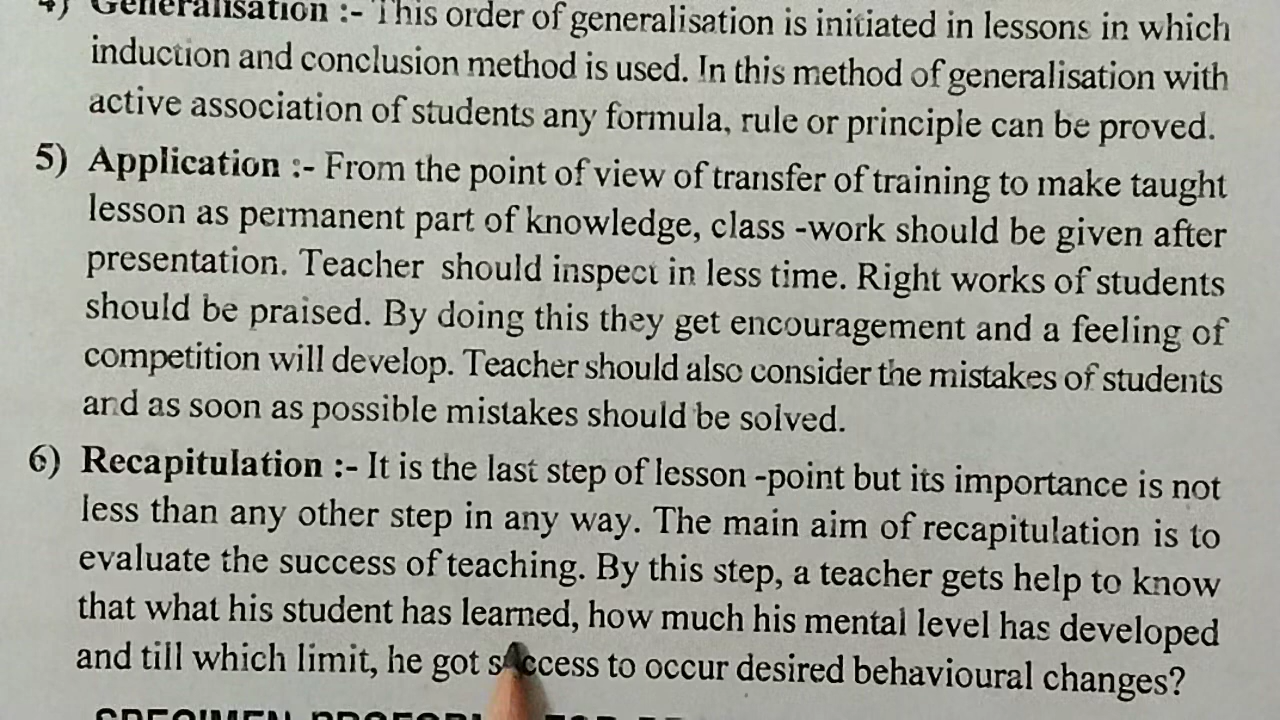 4) Generalisation :- This order of generalisation is initiated in lessons in which
induction and conclusion method is used. In this method of generalisation with
active association of students any formula, rule or principle can be proved.
5) Application :- From the point of view of transfer of training to make taught
lesson as permanent part of knowledge, class -work should be given after
presentation. Teacher should inspect in less time. Right works of students
should be praised. By doing this they get encouragement and a feeling of
competition will develop. Teacher should also consider the mistakes of students
and as soon as possible mistakes should be solved.
6) Recapitulation :- It is the last step of lesson -point but its importance is not
less than any other step in any way. The main aim of recapitulation is to
evaluate the success of teaching. By this step, a teacher gets help to know
that what his student has learned, how much his mental level has developed
and till which limit, he got success to occur desired behavioural changes?
SPECIMEN